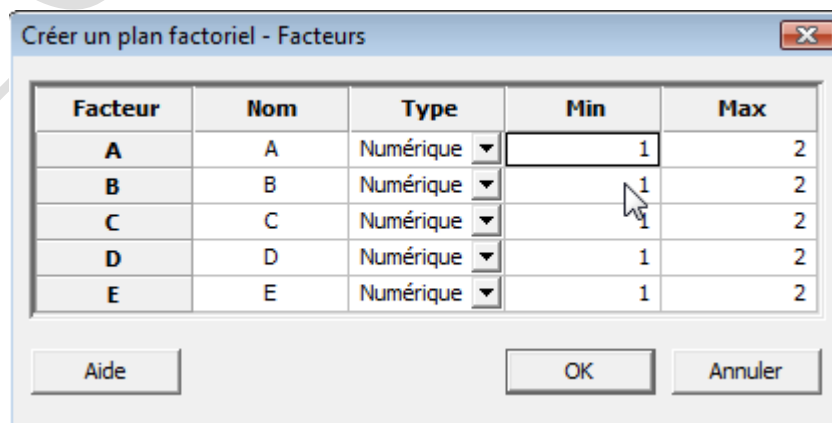 Créer un plan factoriel - Facteurs
Facteur Nom Type Min Max
A A Numérique 1 2
B B Numérique 1 2
C C Numérique 1 2
D D Numérique 1 2
E E Numérique 1 2
Aide OK Annuler